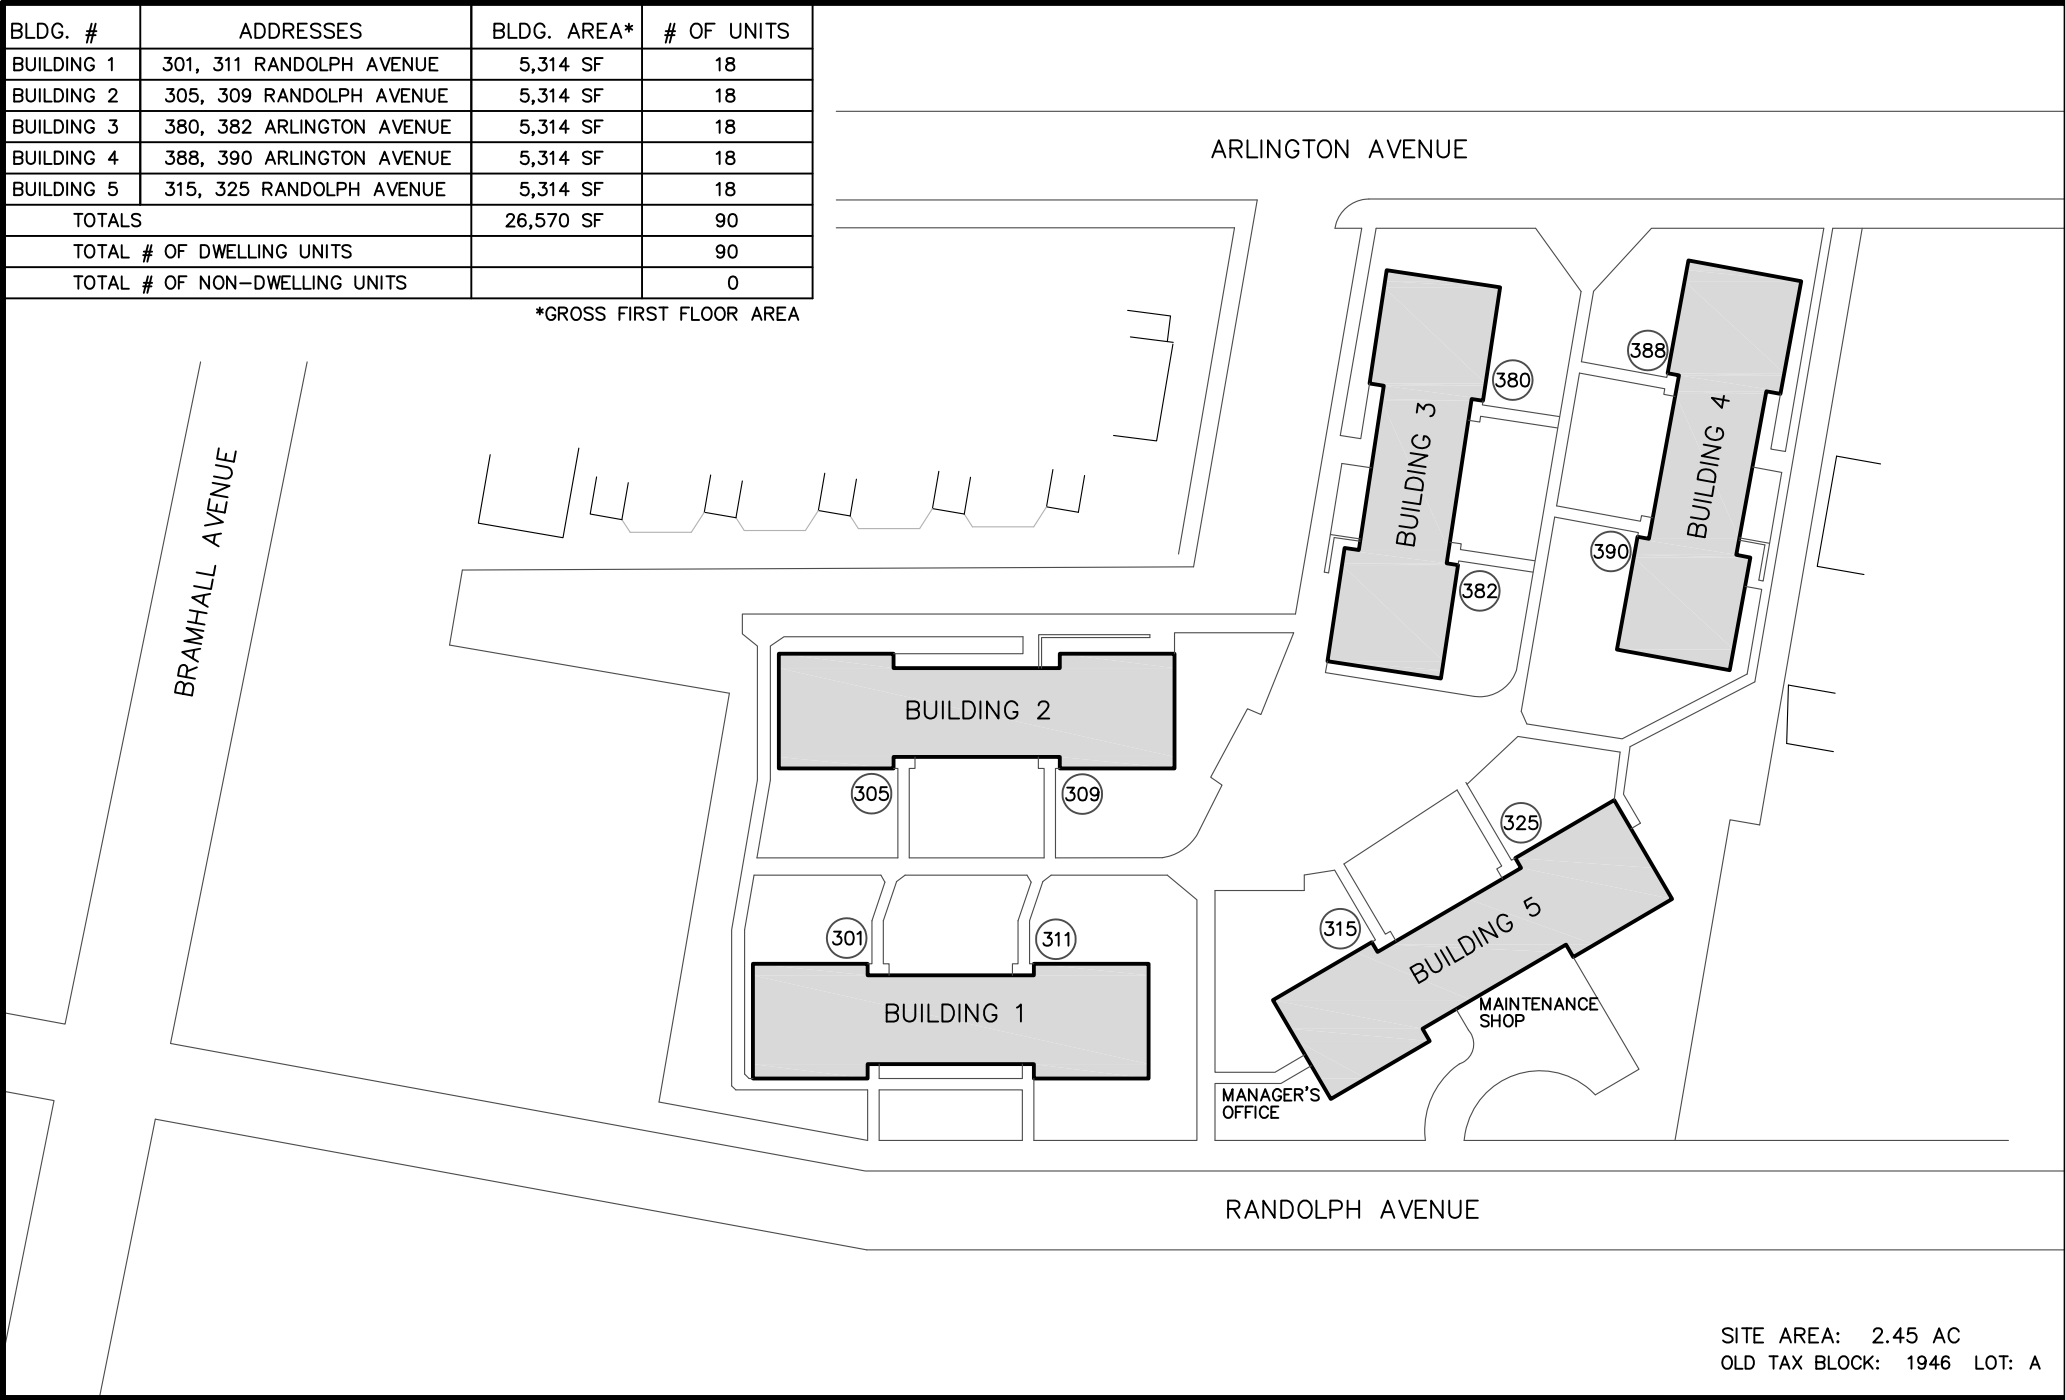 BLDG. # ADDRESSES BLDG. AREA* # OF UNITS
BUILDING 1 301, 311 RANDOLPH AVENUE 5,314 SF 18
BUILDING 2 305, 309 RANDOLPH AVENUE 5,314 SF 18
BUILDING 3 380, 382 ARLINGTON AVENUE 5,314 SF 18
BUILDING 4 388, 390 ARLINGTON AVENUE 5,314 SF 18
BUILDING 5 315, 325 RANDOLPH AVENUE 5,314 SF 18
TOTALS 26,570 SF 90
TOTAL # OF DWELLING UNITS 90
TOTAL # OF NON-DWELLING UNITS 0
*GROSS FIRST FLOOR AREA
ARLINGTON AVENUE
BRAMHALL AVENUE
388
380
BUILDING 3
BUILDING 4
390
382
BUILDING 2
305
309
325
315
301
311
BUILDING 5
BUILDING 1
MAINTENANCE
SHOP
MANAGER'S
OFFICE
RANDOLPH AVENUE
SITE AREA: 2.45 AC
OLD TAX BLOCK: 1946 LOT: A